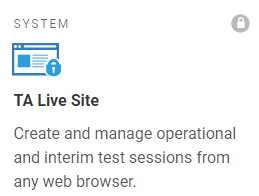 SYSTEM
TA Live Site
Create and manage operational
and interim test sessions from
any web browser.